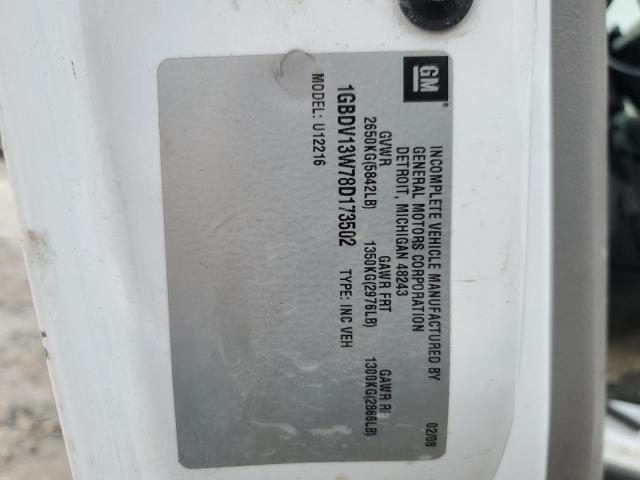 GM
INCOMPLETE VEHICLE MANUFACTURED BY
GENERAL MOTORS CORPORATION
DETROIT, MICHIGAN 48243
02/08
GVWR GAWR FRT GAWR RR
2650KG(5842LB) 1350KG(2976LB) 1300KG(2866LB)
1GBDV13W78D173502 TYPE: INC VEH
MODEL: U12216